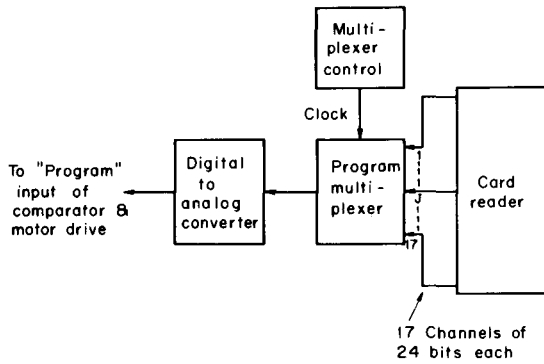 Multi-
plexer
control
Clock
To "Program"
input of
comparator &
motor drive
Digital
to
analog
converter
Program
multi-
plexer
1
J
17
Card
reader
17 Channels of
24 bits each